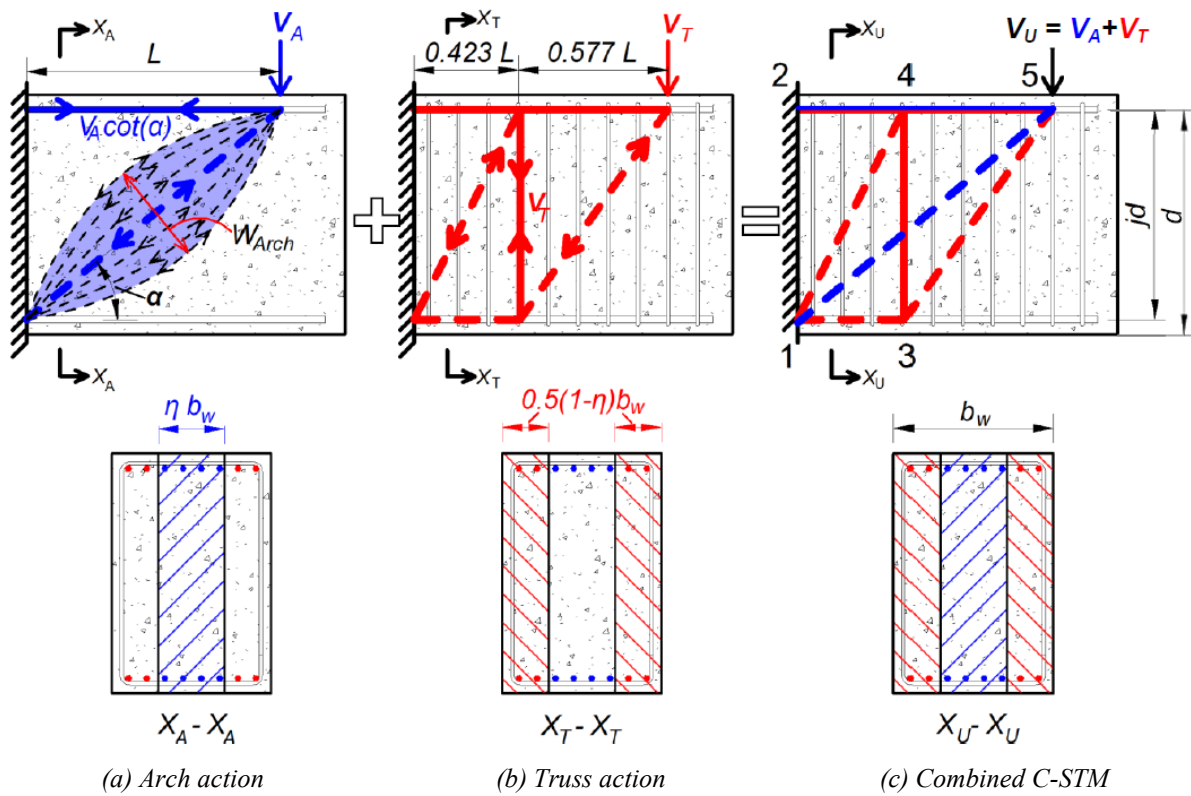 X_A
V_A
L
V_A cot(α)
W_Arch
α
X_A
X_T
V_T
0.423 L
0.577 L
V_T
X_T
X_U
V_U = V_A+V_T
2
4
5
jd
d
1
3
X_U
η b_w
0.5(1-η)b_w
b_w
X_A - X_A
X_T - X_T
X_U - X_U
(a) Arch action
(b) Truss action
(c) Combined C-STM